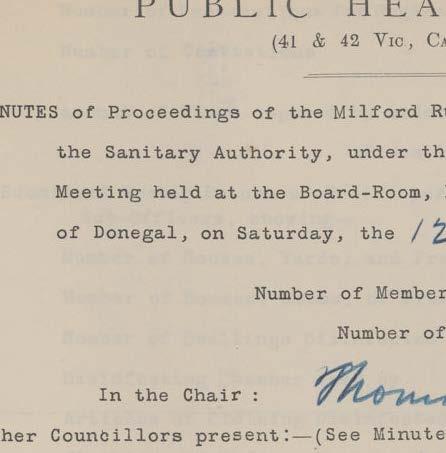 PUBLIC HEA
(41 & 42 Vic., CA
NUTES of Proceedings of the Milford Ru
the Sanitary Authority, under th
Meeting held at the Board-Room,
of Donegal, on Saturday, the 12
Number of Member
Number of
In the Chair : Thom
her Councillors present:—(See Minute